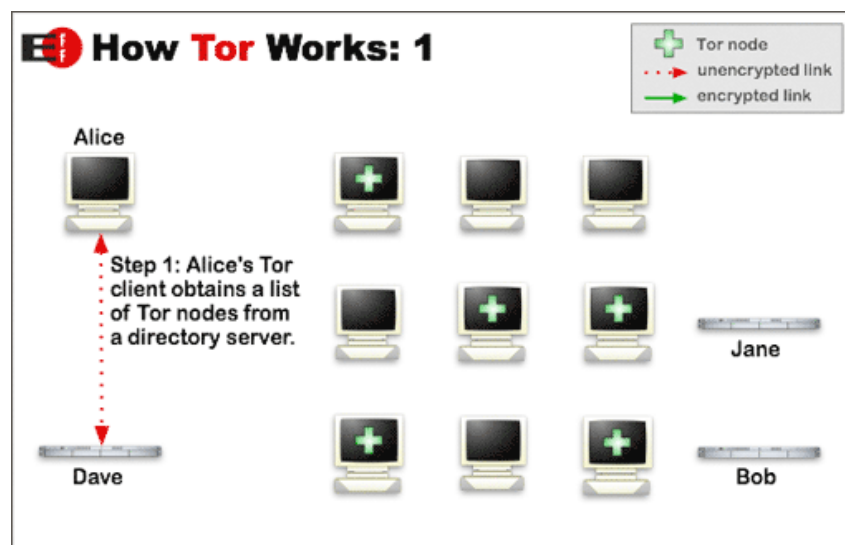 EFF How Tor Works: 1
Tor node
unencrypted link
encrypted link
Alice
Step 1: Alice's Tor
client obtains a list
of Tor nodes from
a directory server.
Jane
Dave
Bob